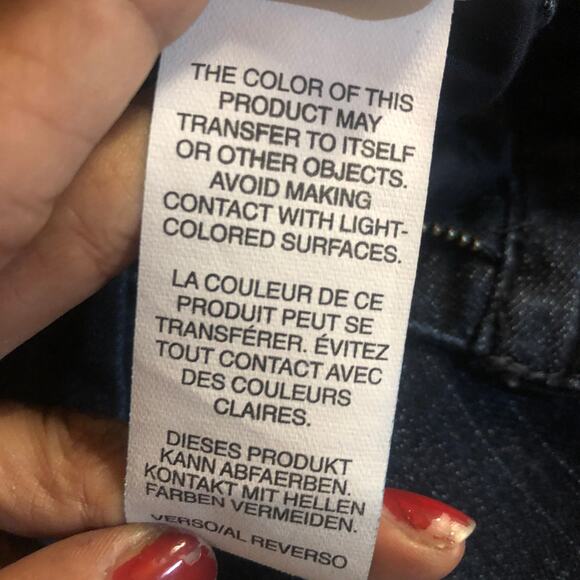 THE COLOR OF THIS
PRODUCT MAY
TRANSFER TO ITSELF
OR OTHER OBJECTS.
AVOID MAKING
CONTACT WITH LIGHT-
COLORED SURFACES.
LA COULEUR DE CE
PRODUIT PEUT SE
TRANSFÉRER. ÉVITEZ
TOUT CONTACT AVEC
DES COULEURS
CLAIRES.
DIESES PRODUKT
KANN ABFAERBEN.
KONTAKT MIT HELLEN
FARBEN VERMEIDEN.
VERSO/AL REVERSO